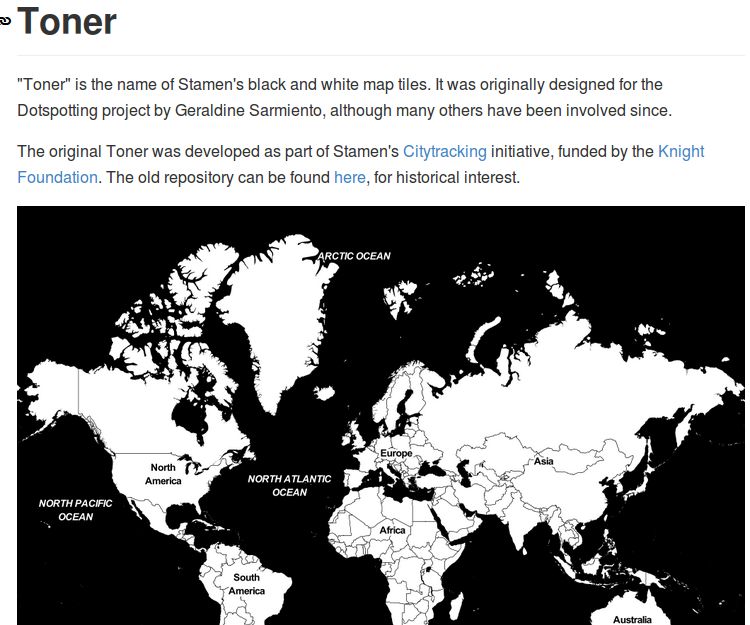 Toner
"Toner" is the name of Stamen's black and white map tiles. It was originally designed for the
Dotspotting project by Geraldine Sarmiento, although many others have been involved since.
The original Toner was developed as part of Stamen's Citytracking initiative, funded by the Knight
Foundation. The old repository can be found here, for historical interest.
ARCTIC OCEAN
Europe
Asia
North
America
NORTH ATLANTIC
OCEAN
NORTH PACIFIC
OCEAN
Africa
South
America
Australia